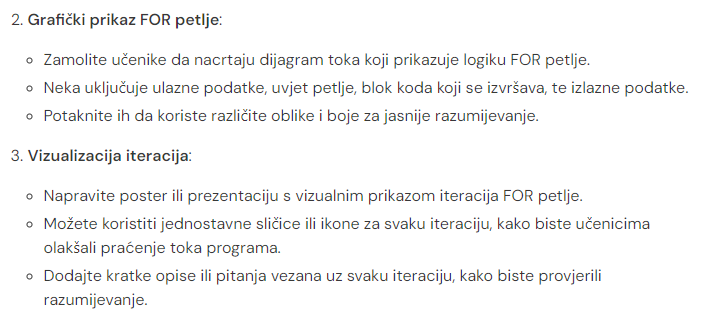 2. Grafički prikaz FOR petlje:
◦ Zamolite učenike da nacrtaju dijagram toka koji prikazuje logiku FOR petlje.
◦ Neka uključuje ulazne podatke, uvjet petlje, blok koda koji se izvršava, te izlazne podatke.
◦ Potaknite ih da koriste različite oblike i boje za jasnije razumijevanje.
3. Vizualizacija iteracija:
◦ Napravite poster ili prezentaciju s vizualnim prikazom iteracija FOR petlje.
◦ Možete koristiti jednostavne sličice ili ikone za svaku iteraciju, kako biste učenicima
olakšali praćenje toka programa.
◦ Dodajte kratke opise ili pitanja vezana uz svaku iteraciju, kako biste provjerili
razumijevanje.